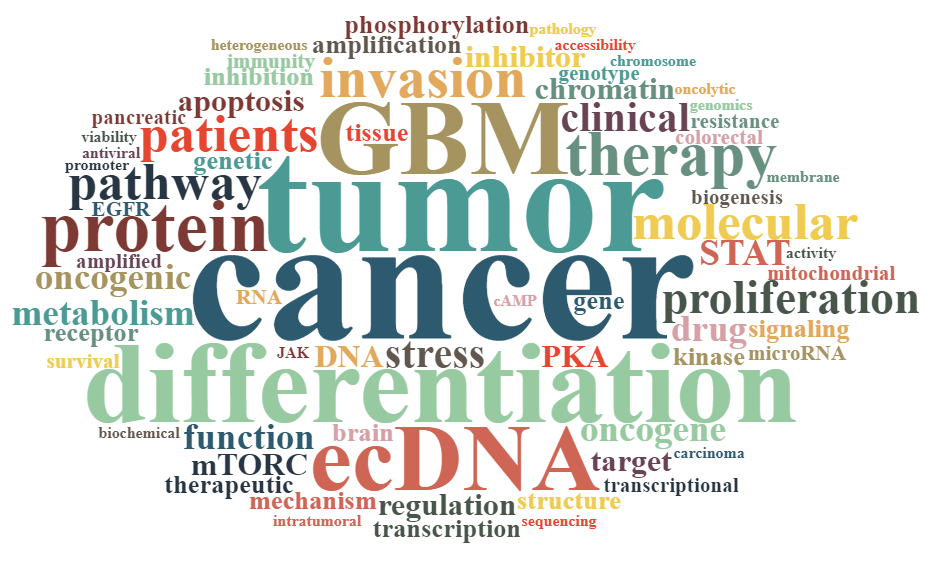 phosphorylation
pathology
heterogeneous
amplification
accessibility
immunity
inhibitor
chromosome
inhibition
invasion
genotype
chromatin
oncolytic
apoptosis
GBM
genomics
pancreatic
clinical
resistance
viability
patients
tissue
colorectal
antiviral
genetic
therapy
promoter
pathway
tumor
membrane
EGFR
biogenesis
protein
molecular
amplified
STAT
activity
oncogenic
cancer
mitochondrial
RNA
cAMP
gene
proliferation
metabolism
receptor
drug
signaling
survival
JAK
DNA
stress
PKA
kinase
microRNA
differentiation
biochemical
function
brain
ecDNA
oncogene
mTORC
target
carcinoma
therapeutic
transcriptional
mechanism
regulation
structure
intratumoral
transcription
sequencing